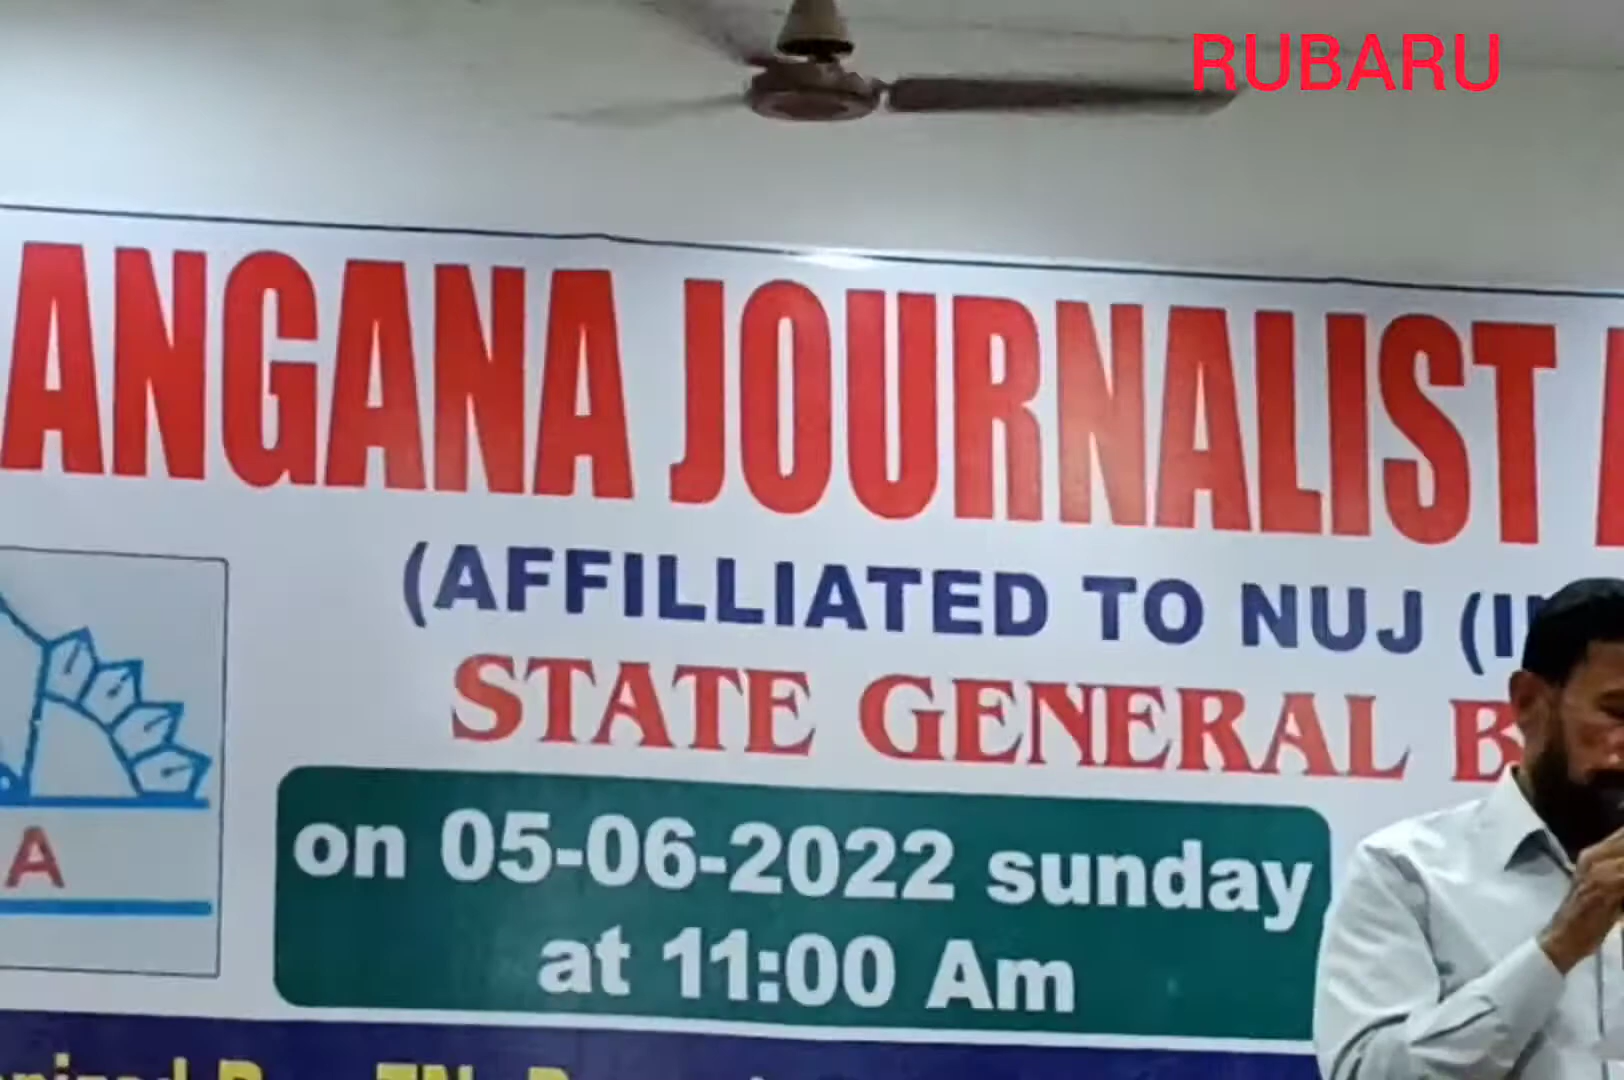 RUBARU
ANGANA JOURNALIST
(AFFILLIATED TO NUJ (I
STATE GENERAL B
on 05-06-2022 sunday
at 11:00 Am
A